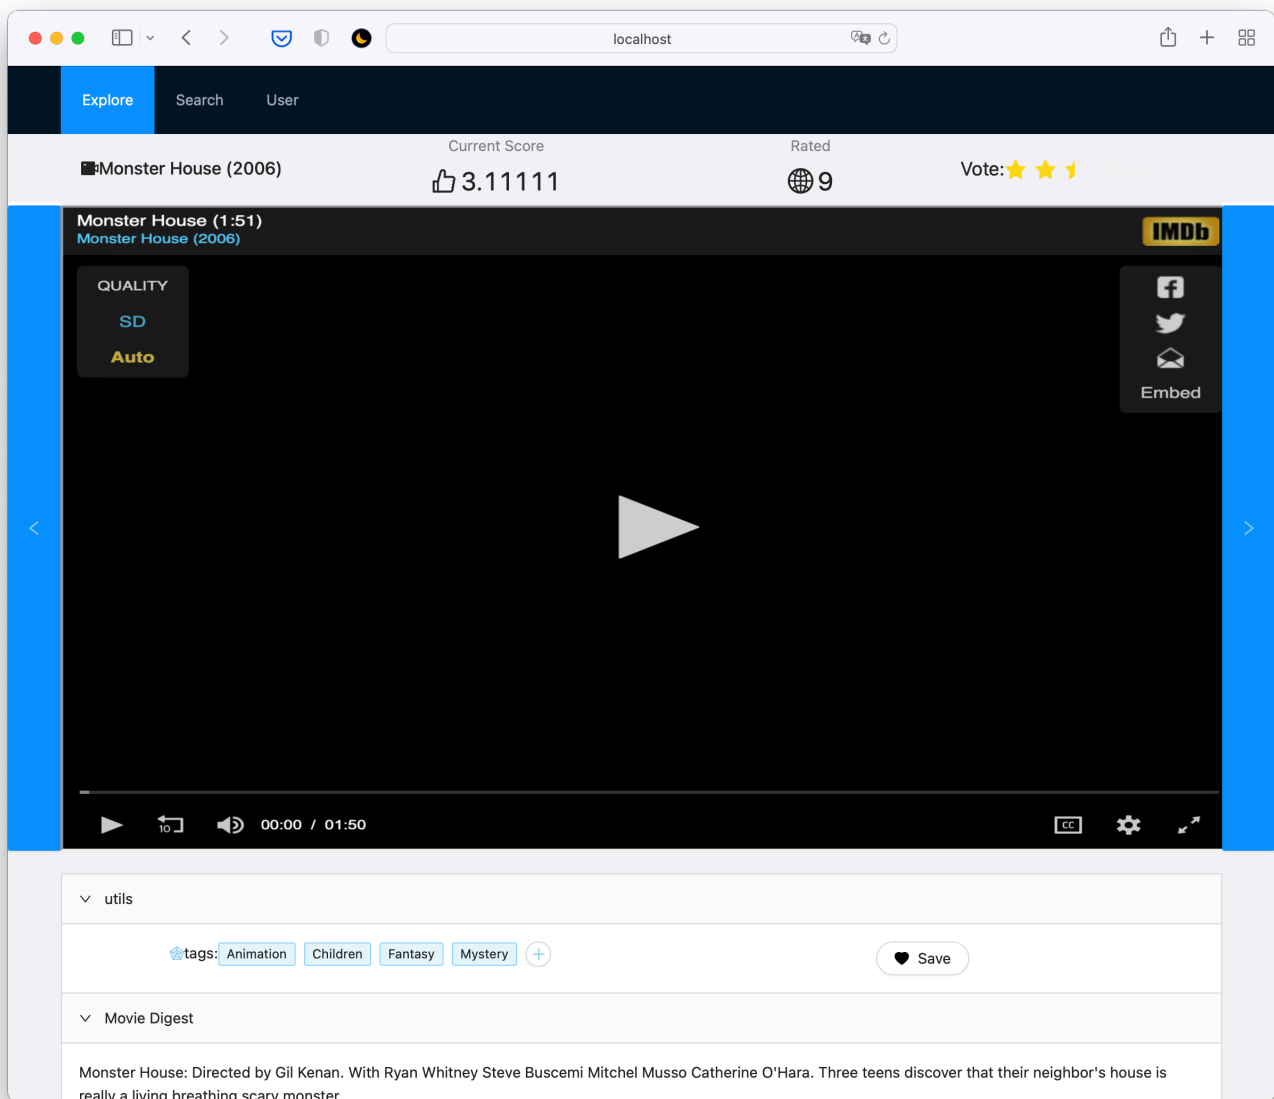 localhost
Explore
Search
User
Monster House (2006)
Current Score
3.11111
Rated
9
Vote:
Monster House (1:51)
Monster House (2006)
IMDb
QUALITY
SD
Auto
Embed
10
00:00 / 01:50
CC
utils
tags: Animation Children Fantasy Mystery
Save
Movie Digest
Monster House: Directed by Gil Kenan. With Ryan Whitney Steve Buscemi Mitchel Musso Catherine O'Hara. Three teens discover that their neighbor's house is
really a living breathing scary monster.